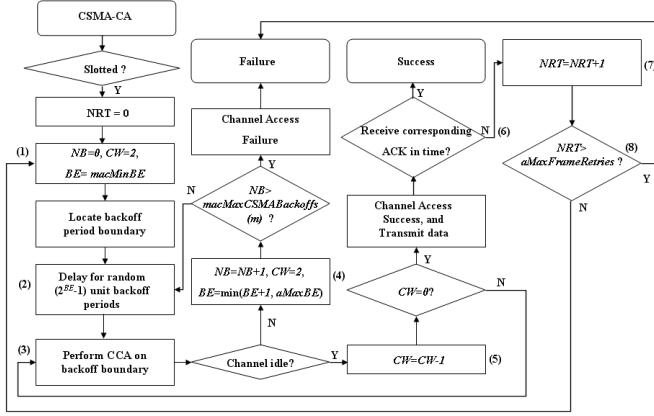 CSMA-CA
Slotted ?
Y
NRT = 0
(1)
NB=0, CW=2,
BE= macMinBE
Locate backoff
period boundary
(2)
Delay for random
(2^BE-1) unit backoff
periods
(3)
Perform CCA on
backoff boundary
Failure
Channel Access
Failure
Y
N
NB>
macMaxCSMABackoffs
(m) ?
NB=NB+1, CW=2,
BE=min(BE+1, aMaxBE)
(4)
N
Channel idle?
Y
Success
Y
Receive corresponding
ACK in time?
N
(6)
Channel Access
Success, and
Transmit data
Y
CW=0?
N
CW=CW-1
(5)
NRT=NRT+1
(7)
NRT>
aMaxFrameRetries ?
(8)
Y
N